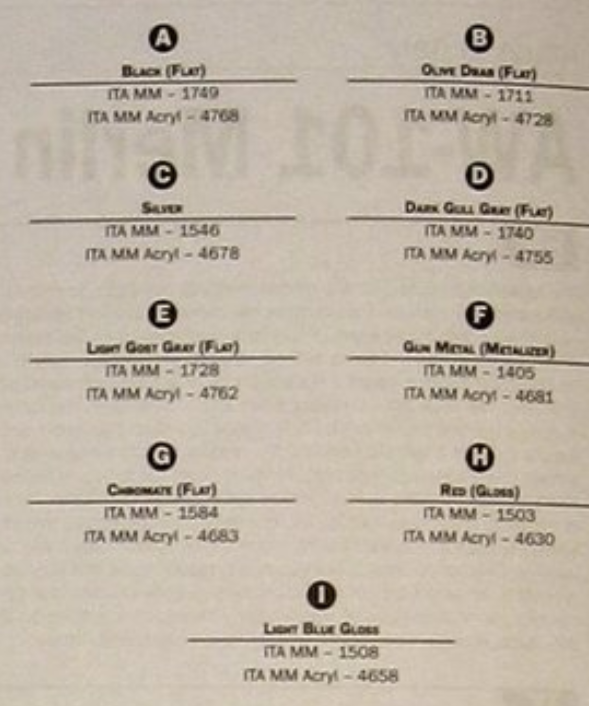 A
BLACK (FLAT)
ITA MM – 1749
ITA MM Acryl – 4768
B
OLIVE DRAB (FLAT)
ITA MM – 1711
ITA MM Acryl – 4728
C
SILVER
ITA MM – 1546
ITA MM Acryl – 4678
D
DARK GULL GRAY (FLAT)
ITA MM – 1740
ITA MM Acryl – 4755
E
LIGHT GOST GRAY (FLAT)
ITA MM – 1728
ITA MM Acryl – 4762
F
GUN METAL (METALIZER)
ITA MM – 1405
ITA MM Acryl – 4681
G
CHROMATE (FLAT)
ITA MM – 1584
ITA MM Acryl – 4683
H
RED (GLOSS)
ITA MM – 1503
ITA MM Acryl – 4630
I
LIGHT BLUE GLOSS
ITA MM – 1508
ITA MM Acryl – 4658
AW-101 Merlin